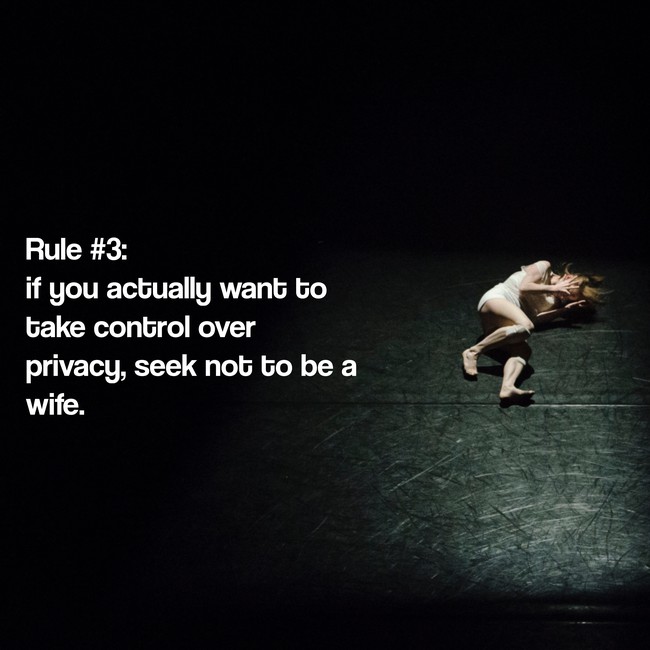 Rule #3:
if you actually want to
take control over
privacy, seek not to be a
wife.